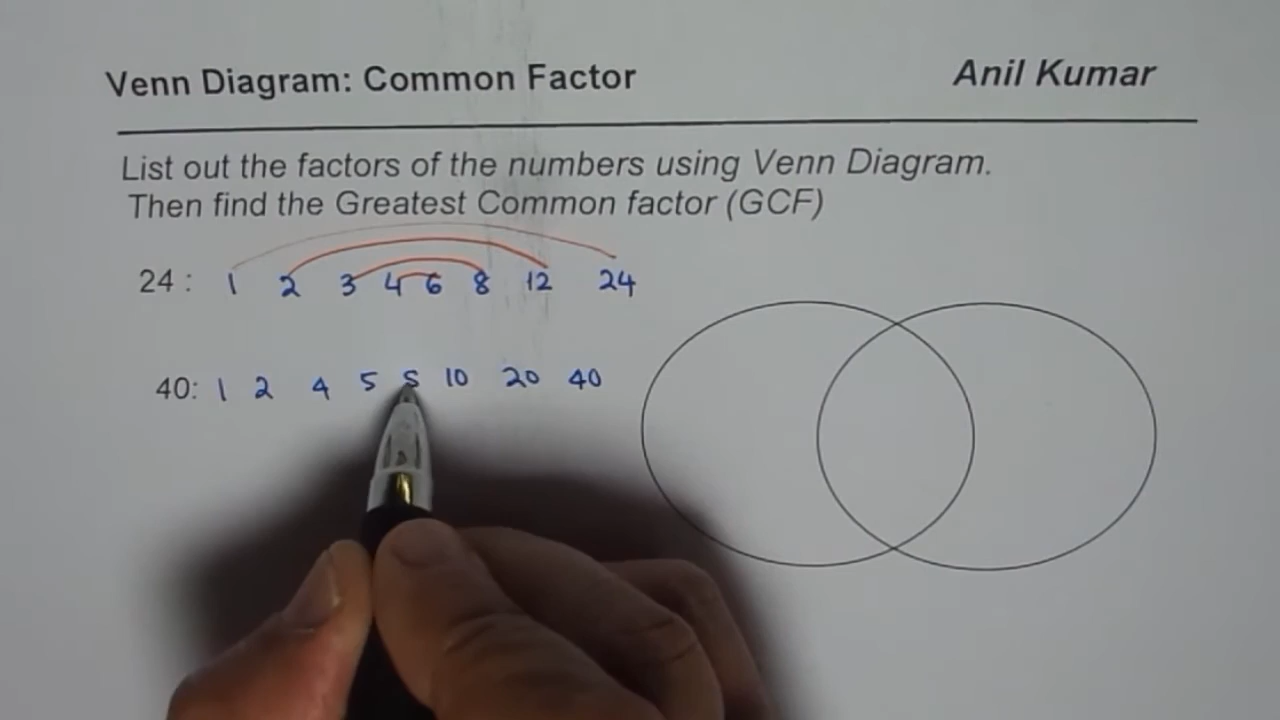 Venn Diagram: Common Factor Anil Kumar
List out the factors of the numbers using Venn Diagram.
Then find the Greatest Common factor (GCF)
24 : 1 2 3 4 6 8 12 24
40: 1 2 4 5 10 20 40